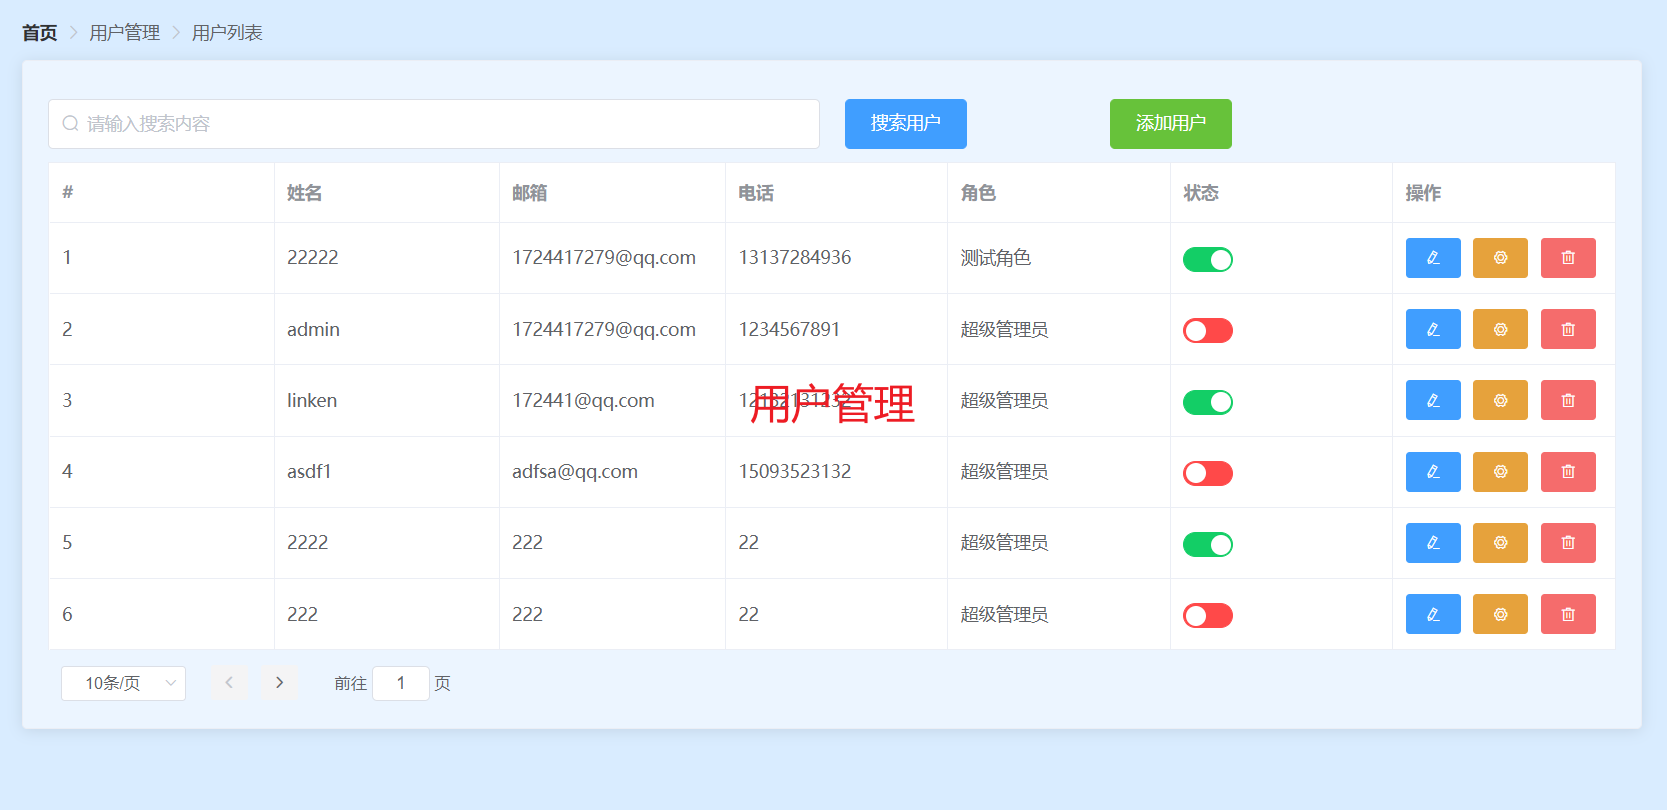 首页 用户管理 用户列表
请输入搜索内容 搜索用户 添加用户
# 姓名 邮箱 电话 角色 状态 操作
1 22222 1724417279@qq.com 13137284936 测试角色
2 admin 1724417279@qq.com 1234567891 超级管理员
3 linken 172441@qq.com 超级管理员
用户管理
4 asdf1 adfsa@qq.com 15093523132 超级管理员
5 2222 222 22 超级管理员
6 222 222 22 超级管理员
10条/页 前往 1 页